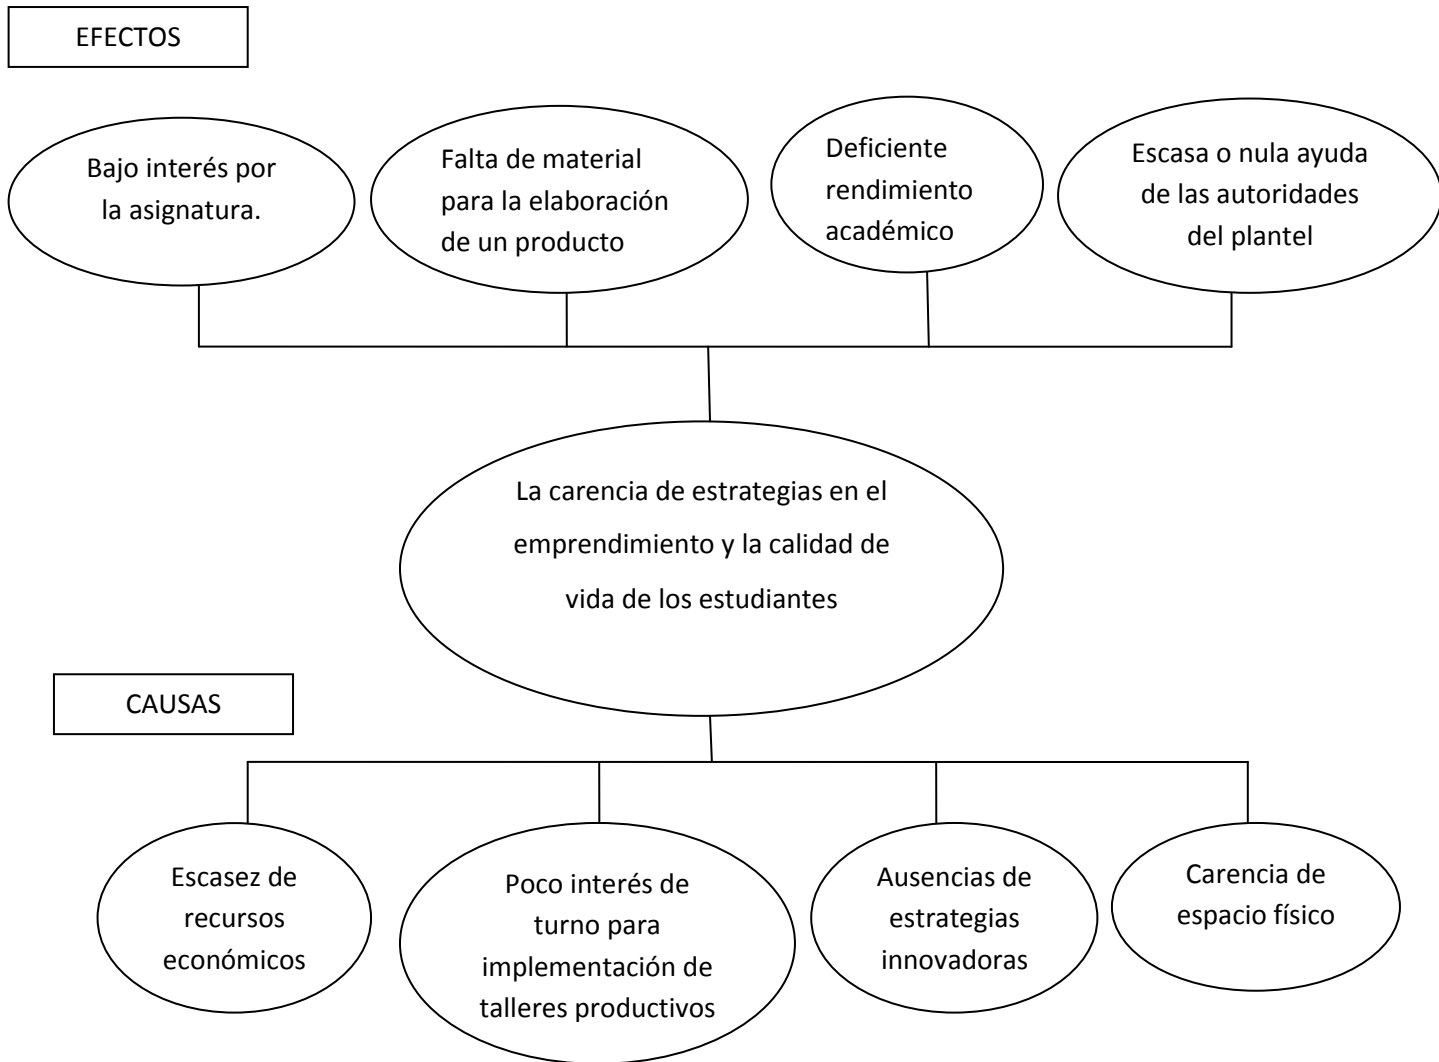 EFECTOS
Bajo interés por
la asignatura.
Falta de material
para la elaboración
de un producto
Deficiente
rendimiento
académico
Escasa o nula ayuda
de las autoridades
del plantel
La carencia de estrategias en el
emprendimiento y la calidad de
vida de los estudiantes
CAUSAS
Escasez de
recursos
económicos
Poco interés de
turno para
implementación de
talleres productivos
Ausencias de
estrategias
innovadoras
Carencia de
espacio físico